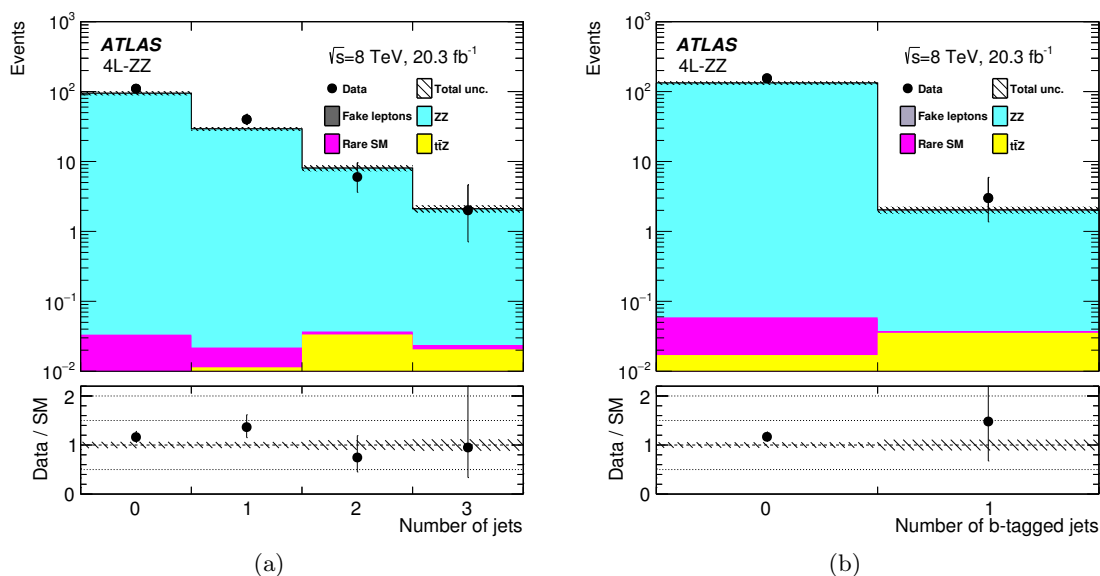 10³
10²
10
1
10⁻¹
10⁻²
Events
ATLAS
4L-ZZ
√s=8 TeV, 20.3 fb⁻¹
Data
Total unc.
Fake leptons
ZZ
Rare SM
tt̄Z
2
1
0
Data / SM
0 1 2 3
Number of jets
(a)
10³
10²
10
1
10⁻¹
10⁻²
Events
ATLAS
4L-ZZ
√s=8 TeV, 20.3 fb⁻¹
Data
Total unc.
Fake leptons
ZZ
Rare SM
tt̄Z
2
1
0
Data / SM
0 1
Number of b-tagged jets
(b)